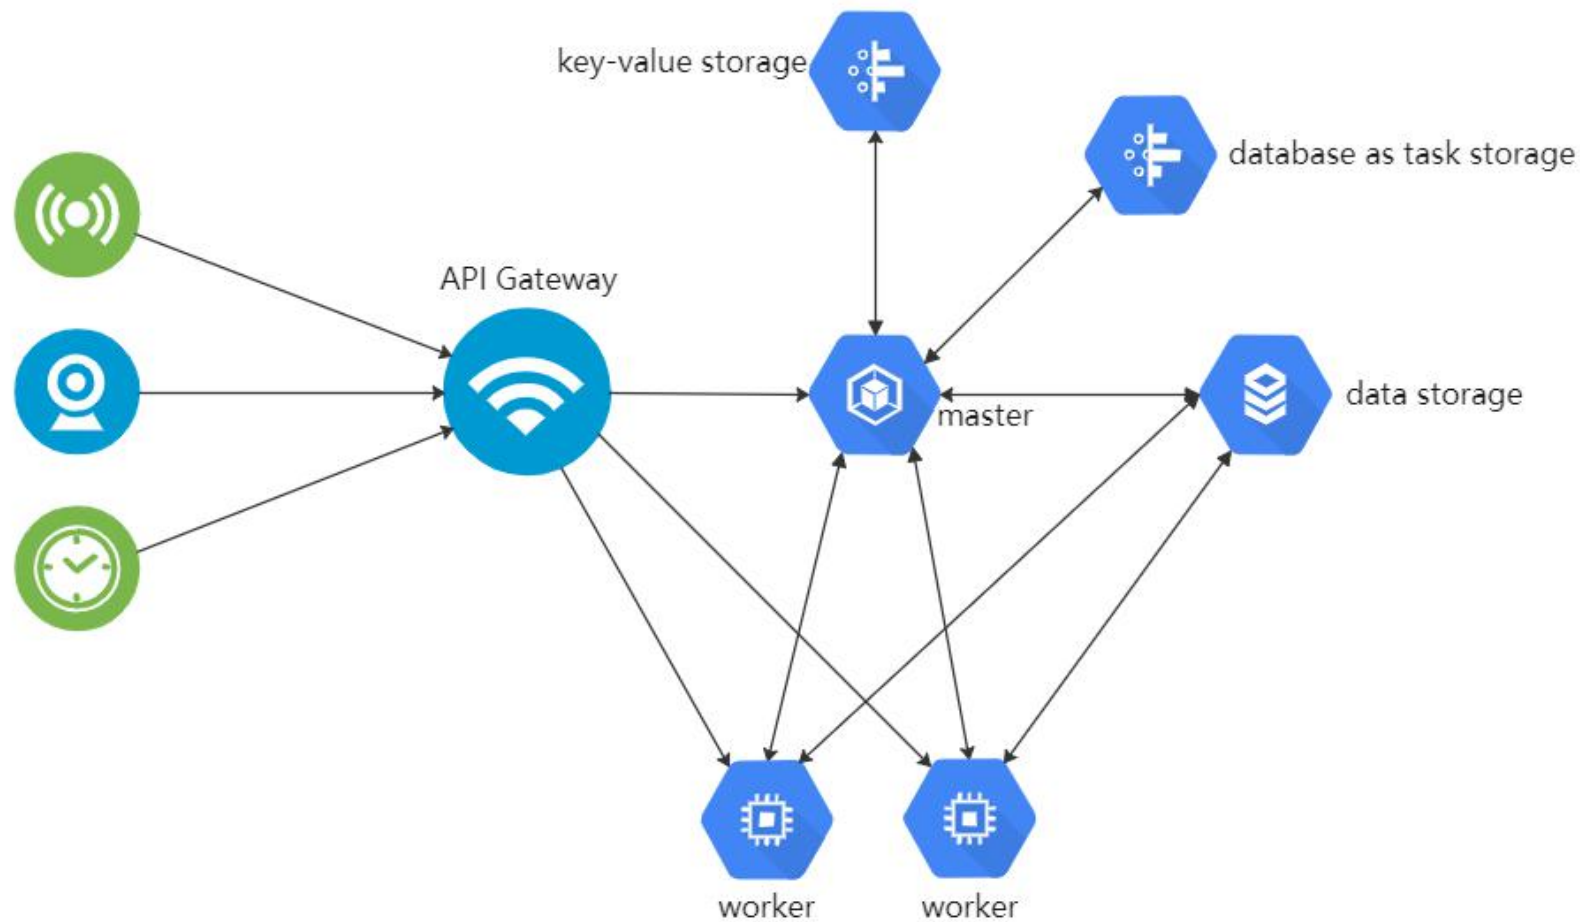 key-value storage
database as task storage
API Gateway
master
data storage
worker
worker